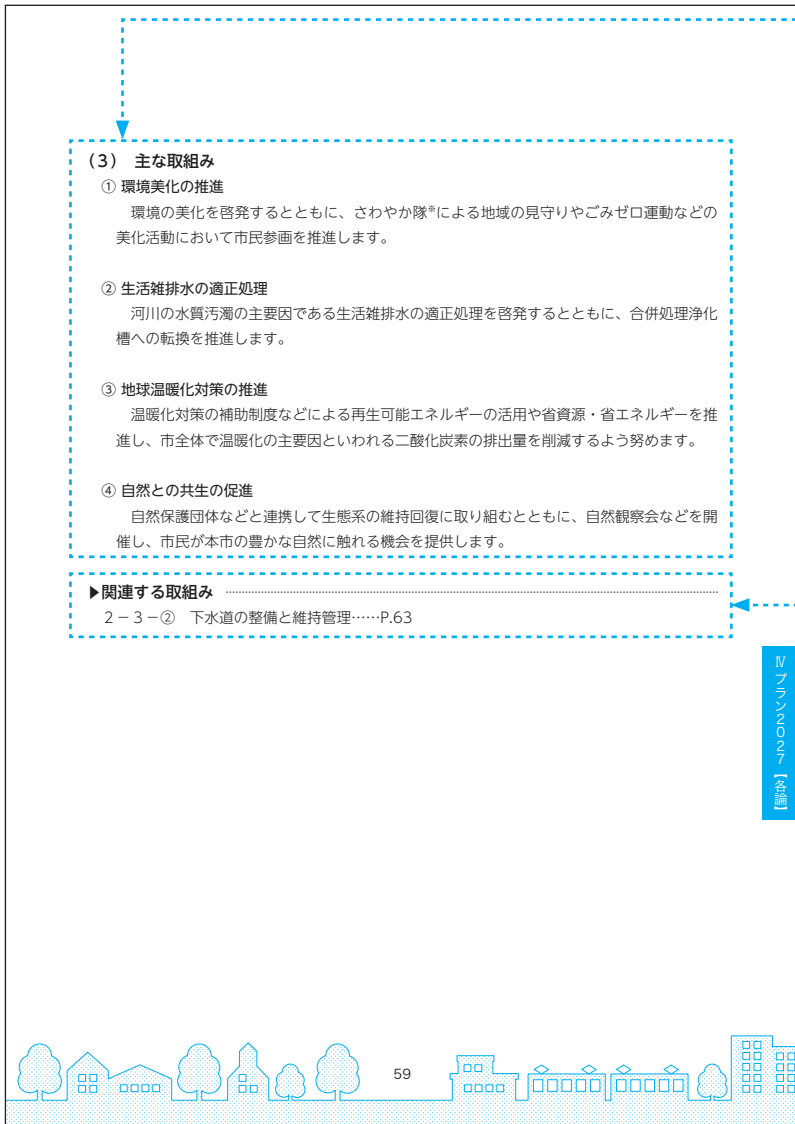 （３） 主な取組み
① 環境美化の推進
環境の美化を啓発するとともに、さわやか隊※による地域の見守りやごみゼロ運動などの
美化活動において市民参画を推進します。
② 生活雑排水の適正処理
河川の水質汚濁の主要因である生活雑排水の適正処理を啓発するとともに、合併処理浄化
槽への転換を推進します。
③ 地球温暖化対策の推進
温暖化対策の補助制度などによる再生可能エネルギーの活用や省資源・省エネルギーを推
進し、市全体で温暖化の主要因といわれる二酸化炭素の排出量を削減するよう努めます。
④ 自然との共生の促進
自然保護団体などと連携して生態系の維持回復に取り組むとともに、自然観察会などを開
催し、市民が本市の豊かな自然に触れる機会を提供します。
▶関連する取組み
２－３－② 下水道の整備と維持管理……P.63
Ⅳ プラン２０２７【各論】
59